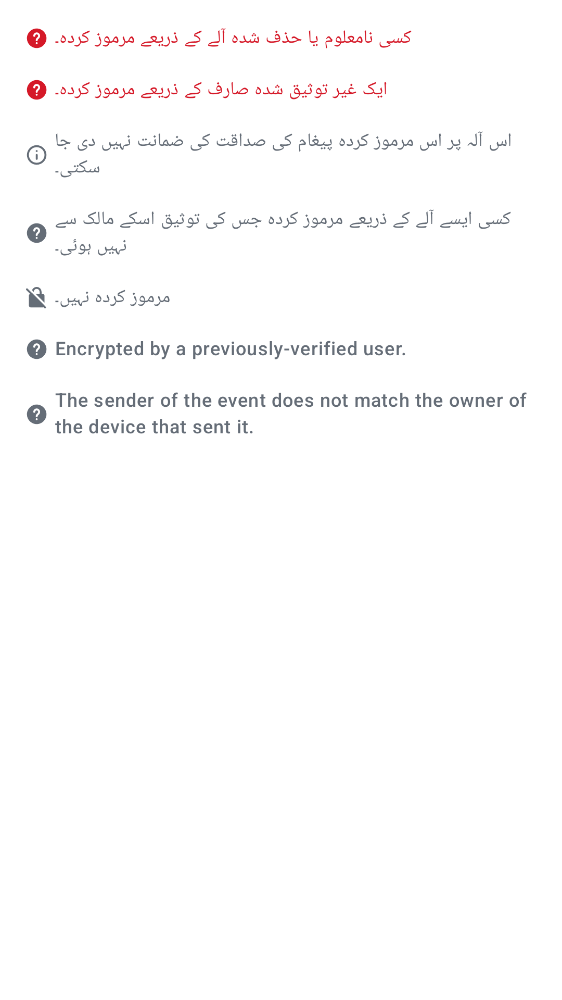 کسی نامعلوم یا حذف شدہ آلے کے ذریعے مرموز کردہ۔
ایک غیر توثیق شدہ صارف کے ذریعے مرموز کردہ۔
اس آلہ پر اس مرموز کردہ پیغام کی صداقت کی ضمانت نہیں دی جا
سکتی۔
کسی ایسے آلے کے ذریعے مرموز کردہ جس کی توثیق اسکے مالک سے
نہیں ہوئی۔
مرموز کردہ نہیں۔
Encrypted by a previously-verified user.
The sender of the event does not match the owner of
the device that sent it.